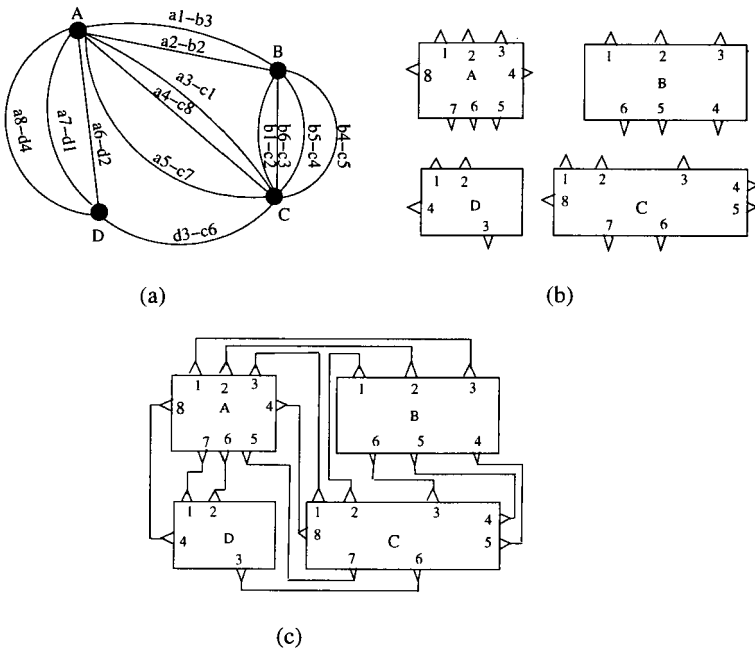 A
a1–b3
a2–b2
B
a3–c1
a4–c8
a8–d4
a7–d1
a6–d2
a5–c7
b1–c2
b6–c3
b5–c4
b4–c5
C
D
d3–c6
(a)
1 2 3
8 A 4
7 6 5
1 2 3
B
6 5 4
1 2
4 D
3
1 2 3
4
8 C 5
7 6
(b)
1 2 3
8 A 4
7 6 5
1 2 3
B
6 5 4
1 2
4 D
3
1 2 3
4
8 C 5
7 6
(c)